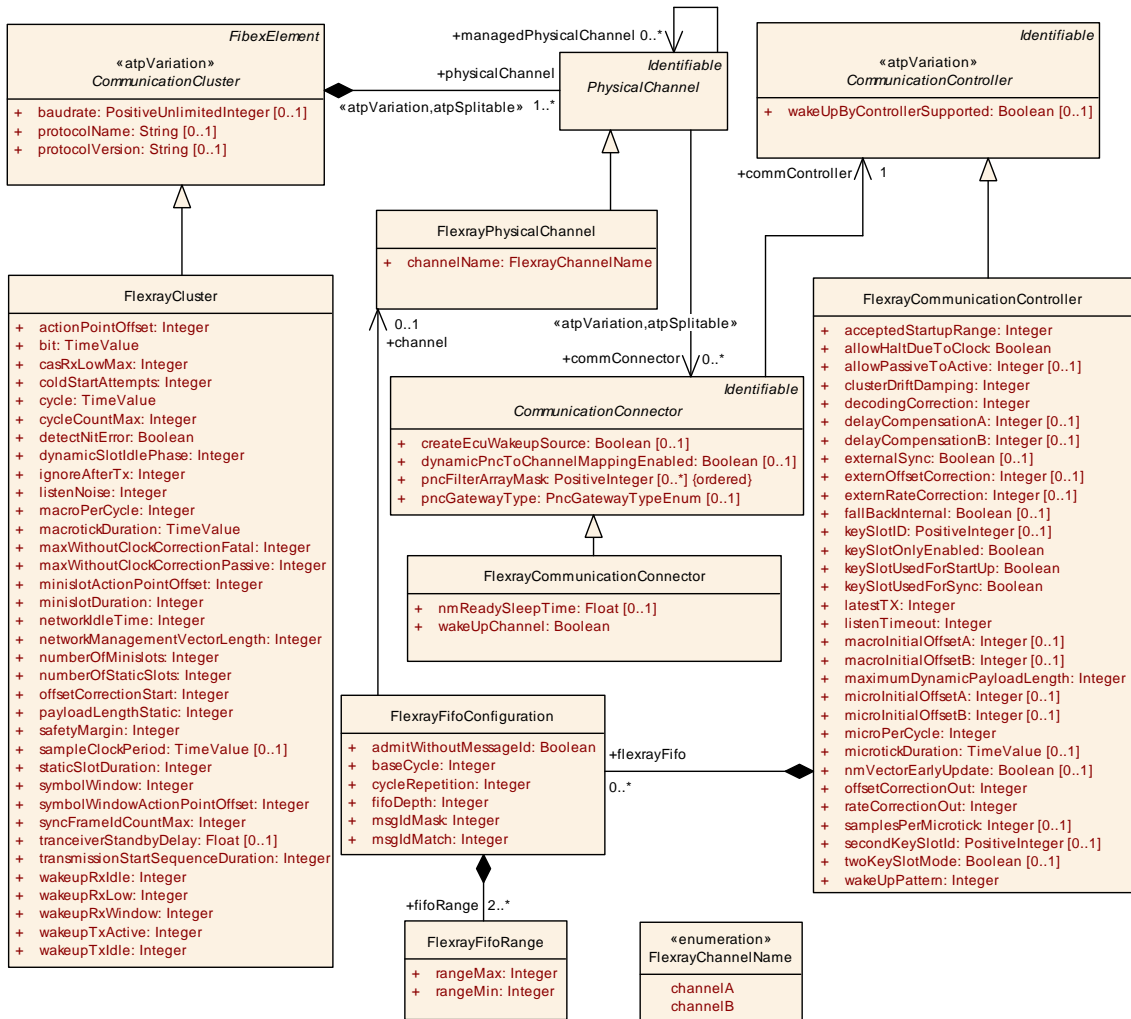 FibexElement
«atpVariation»
CommunicationCluster
+ baudrate: PositiveUnlimitedInteger [0..1]
+ protocolName: String [0..1]
+ protocolVersion: String [0..1]
+physicalChannel
«atpVariation,atpSplitable» 1..*
+managedPhysicalChannel 0..*
Identifiable
PhysicalChannel
Identifiable
«atpVariation»
CommunicationController
+ wakeUpByControllerSupported: Boolean [0..1]
+commController 1
FlexrayPhysicalChannel
+ channelName: FlexrayChannelName
0..1
+channel
«atpVariation,atpSplitable»
+commConnector 0..*
FlexrayCluster
+ actionPointOffset: Integer
+ bit: TimeValue
+ casRxLowMax: Integer
+ coldStartAttempts: Integer
+ cycle: TimeValue
+ cycleCountMax: Integer
+ detectNitError: Boolean
+ dynamicSlotIdlePhase: Integer
+ ignoreAfterTx: Integer
+ listenNoise: Integer
+ macroPerCycle: Integer
+ macrotickDuration: TimeValue
+ maxWithoutClockCorrectionFatal: Integer
+ maxWithoutClockCorrectionPassive: Integer
+ minislotActionPointOffset: Integer
+ minislotDuration: Integer
+ networkIdleTime: Integer
+ networkManagementVectorLength: Integer
+ numberOfMinislots: Integer
+ numberOfStaticSlots: Integer
+ offsetCorrectionStart: Integer
+ payloadLengthStatic: Integer
+ safetyMargin: Integer
+ sampleClockPeriod: TimeValue [0..1]
+ staticSlotDuration: Integer
+ symbolWindow: Integer
+ symbolWindowActionPointOffset: Integer
+ syncFrameIdCountMax: Integer
+ tranceiverStandbyDelay: Float [0..1]
+ transmissionStartSequenceDuration: Integer
+ wakeupRxIdle: Integer
+ wakeupRxLow: Integer
+ wakeupRxWindow: Integer
+ wakeupTxActive: Integer
+ wakeupTxIdle: Integer
Identifiable
CommunicationConnector
+ createEcuWakeupSource: Boolean [0..1]
+ dynamicPncToChannelMappingEnabled: Boolean [0..1]
+ pncFilterArrayMask: PositiveInteger [0..*] {ordered}
+ pncGatewayType: PncGatewayTypeEnum [0..1]
FlexrayCommunicationConnector
+ nmReadySleepTime: Float [0..1]
+ wakeUpChannel: Boolean
FlexrayCommunicationController
+ acceptedStartupRange: Integer
+ allowHaltDueToClock: Boolean
+ allowPassiveToActive: Integer [0..1]
+ clusterDriftDamping: Integer
+ decodingCorrection: Integer
+ delayCompensationA: Integer [0..1]
+ delayCompensationB: Integer [0..1]
+ externalSync: Boolean [0..1]
+ externOffsetCorrection: Integer [0..1]
+ externRateCorrection: Integer [0..1]
+ fallBackInternal: Boolean [0..1]
+ keySlotID: PositiveInteger [0..1]
+ keySlotOnlyEnabled: Boolean
+ keySlotUsedForStartUp: Boolean
+ keySlotUsedForSync: Boolean
+ latestTX: Integer
+ listenTimeout: Integer
+ macroInitialOffsetA: Integer [0..1]
+ macroInitialOffsetB: Integer [0..1]
+ maximumDynamicPayloadLength: Integer
+ microInitialOffsetA: Integer [0..1]
+ microInitialOffsetB: Integer [0..1]
+ microPerCycle: Integer
+ microtickDuration: TimeValue [0..1]
+ nmVectorEarlyUpdate: Boolean [0..1]
+ offsetCorrectionOut: Integer
+ rateCorrectionOut: Integer
+ samplesPerMicrotick: Integer [0..1]
+ secondKeySlotId: PositiveInteger [0..1]
+ twoKeySlotMode: Boolean [0..1]
+ wakeUpPattern: Integer
FlexrayFifoConfiguration
+ admitWithoutMessageId: Boolean
+ baseCycle: Integer
+ cycleRepetition: Integer
+ fifoDepth: Integer
+ msgIdMask: Integer
+ msgIdMatch: Integer
+flexrayFifo
0..*
+fifoRange 2..*
FlexrayFifoRange
+ rangeMax: Integer
+ rangeMin: Integer
«enumeration»
FlexrayChannelName
channelA
channelB